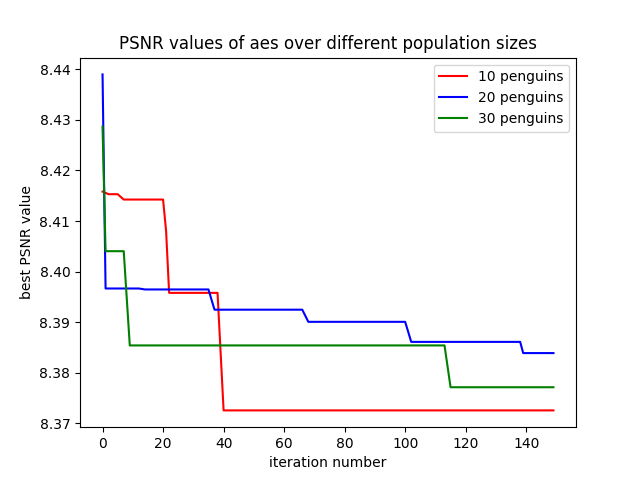 PSNR values of aes over different population sizes
10 penguins
20 penguins
30 penguins
best PSNR value
8.44
8.43
8.42
8.41
8.40
8.39
8.38
8.37
0 20 40 60 80 100 120 140
iteration number